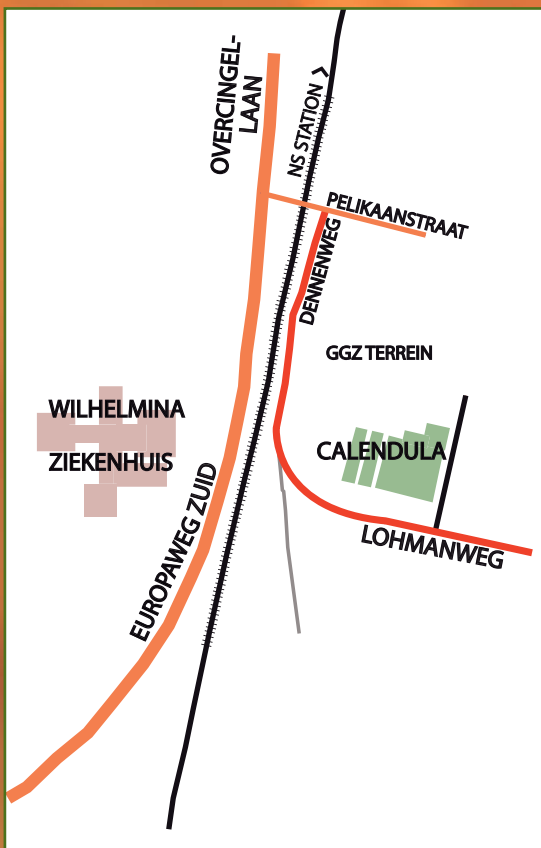 OVERCINGEL-
LAAN
NS STATION >
PELIKAANSTRAAT
DENNENWEG
GGZ TERREIN
WILHELMINA
ZIEKENHUIS
CALENDULA
EUROPAWEG ZUID
LOHMANWEG